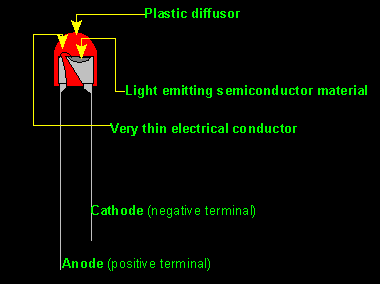 Plastic diffusor
Light emitting semiconductor material
Very thin electrical conductor
Cathode (negative terminal)
Anode (positive terminal)